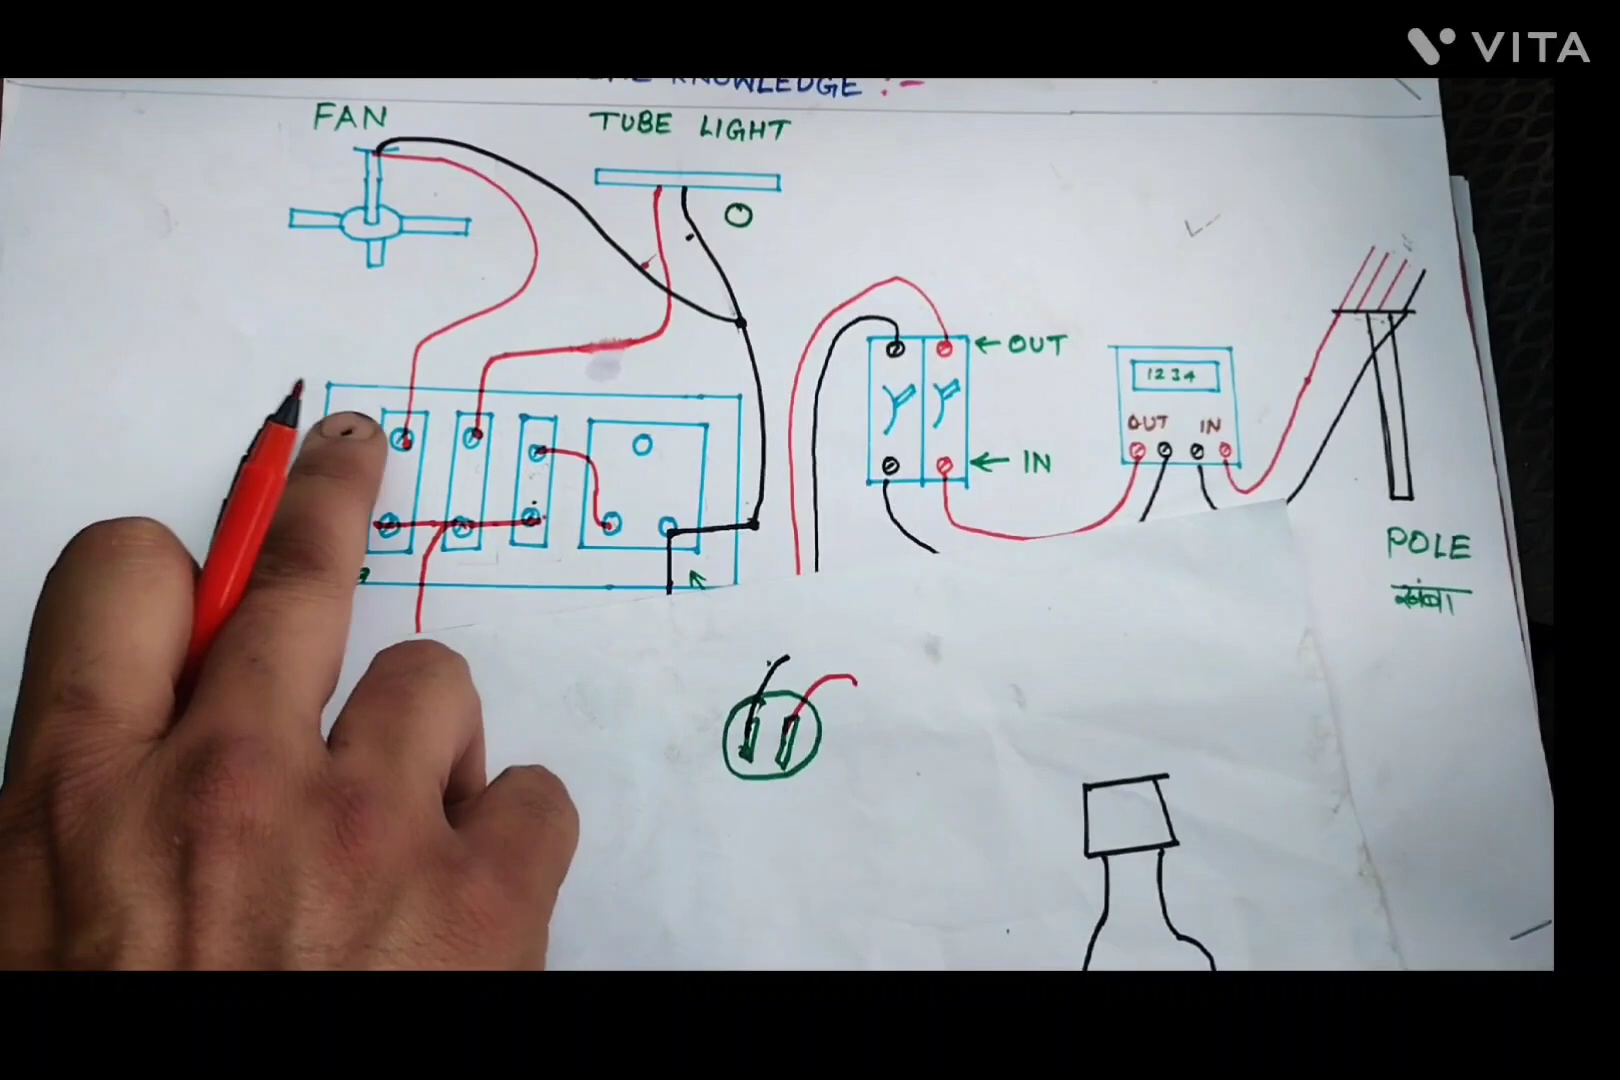 VITA
KNOWLEDGE :-
FAN
TUBE LIGHT
OUT
1234
OUT IN
IN
POLE
खंबा